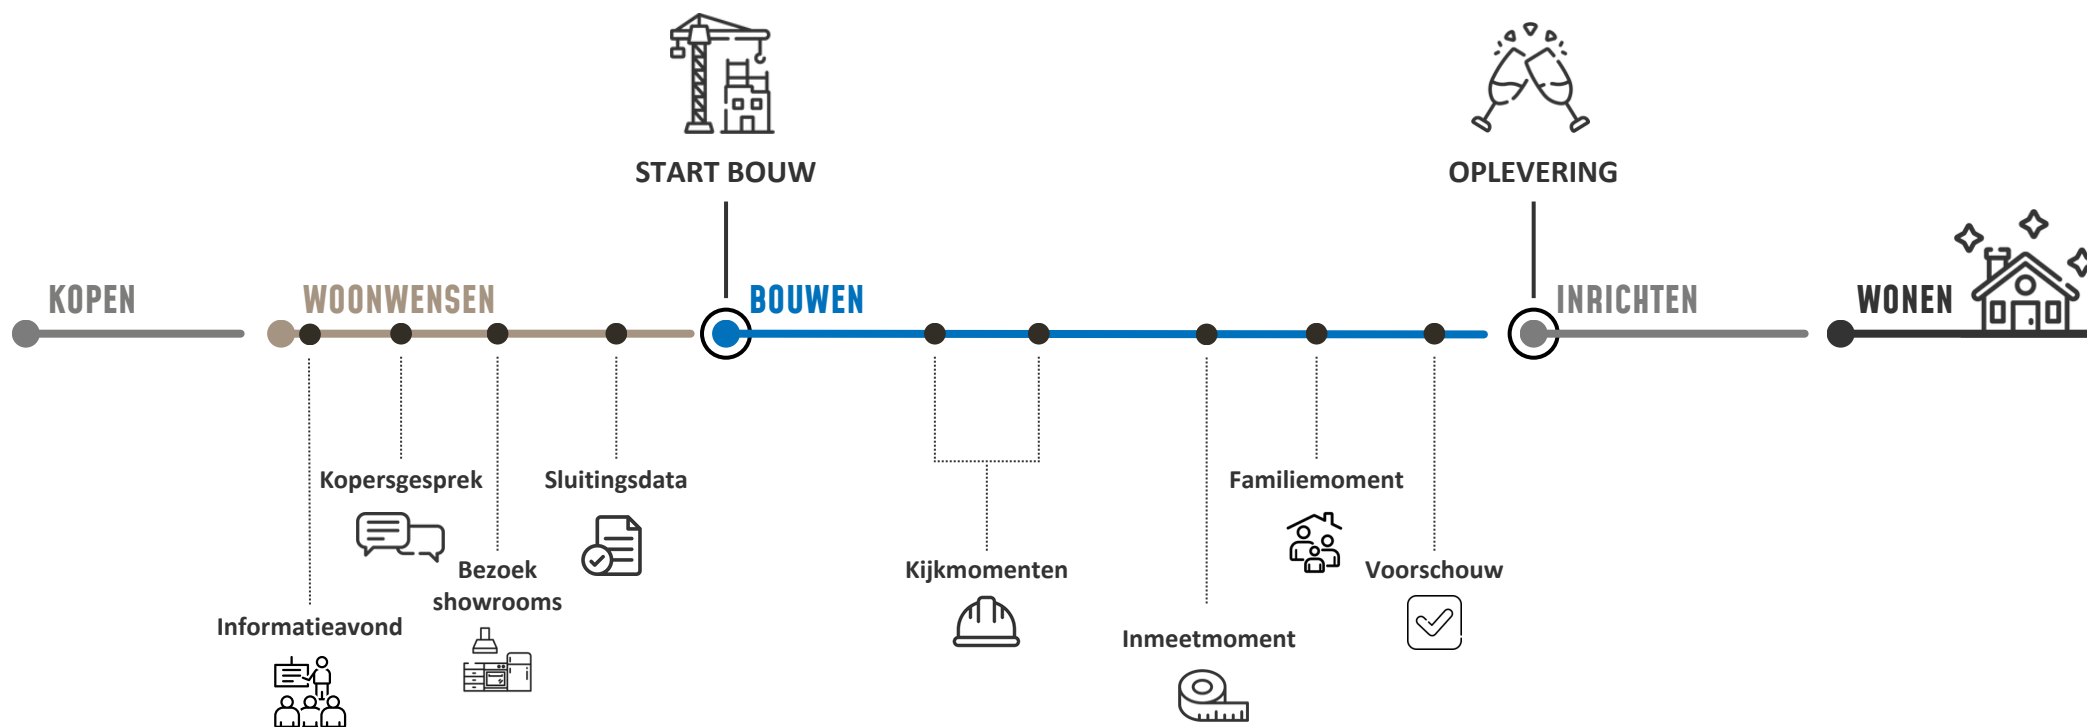 START BOUW
OPLEVERING
KOPEN
WOONWENSEN
BOUWEN
INRICHTEN
WONEN
Kopersgesprek
Sluitingsdata
Familiemoment
Bezoek
showrooms
Kijkmomenten
Voorschouw
Informatieavond
Inmeetmoment